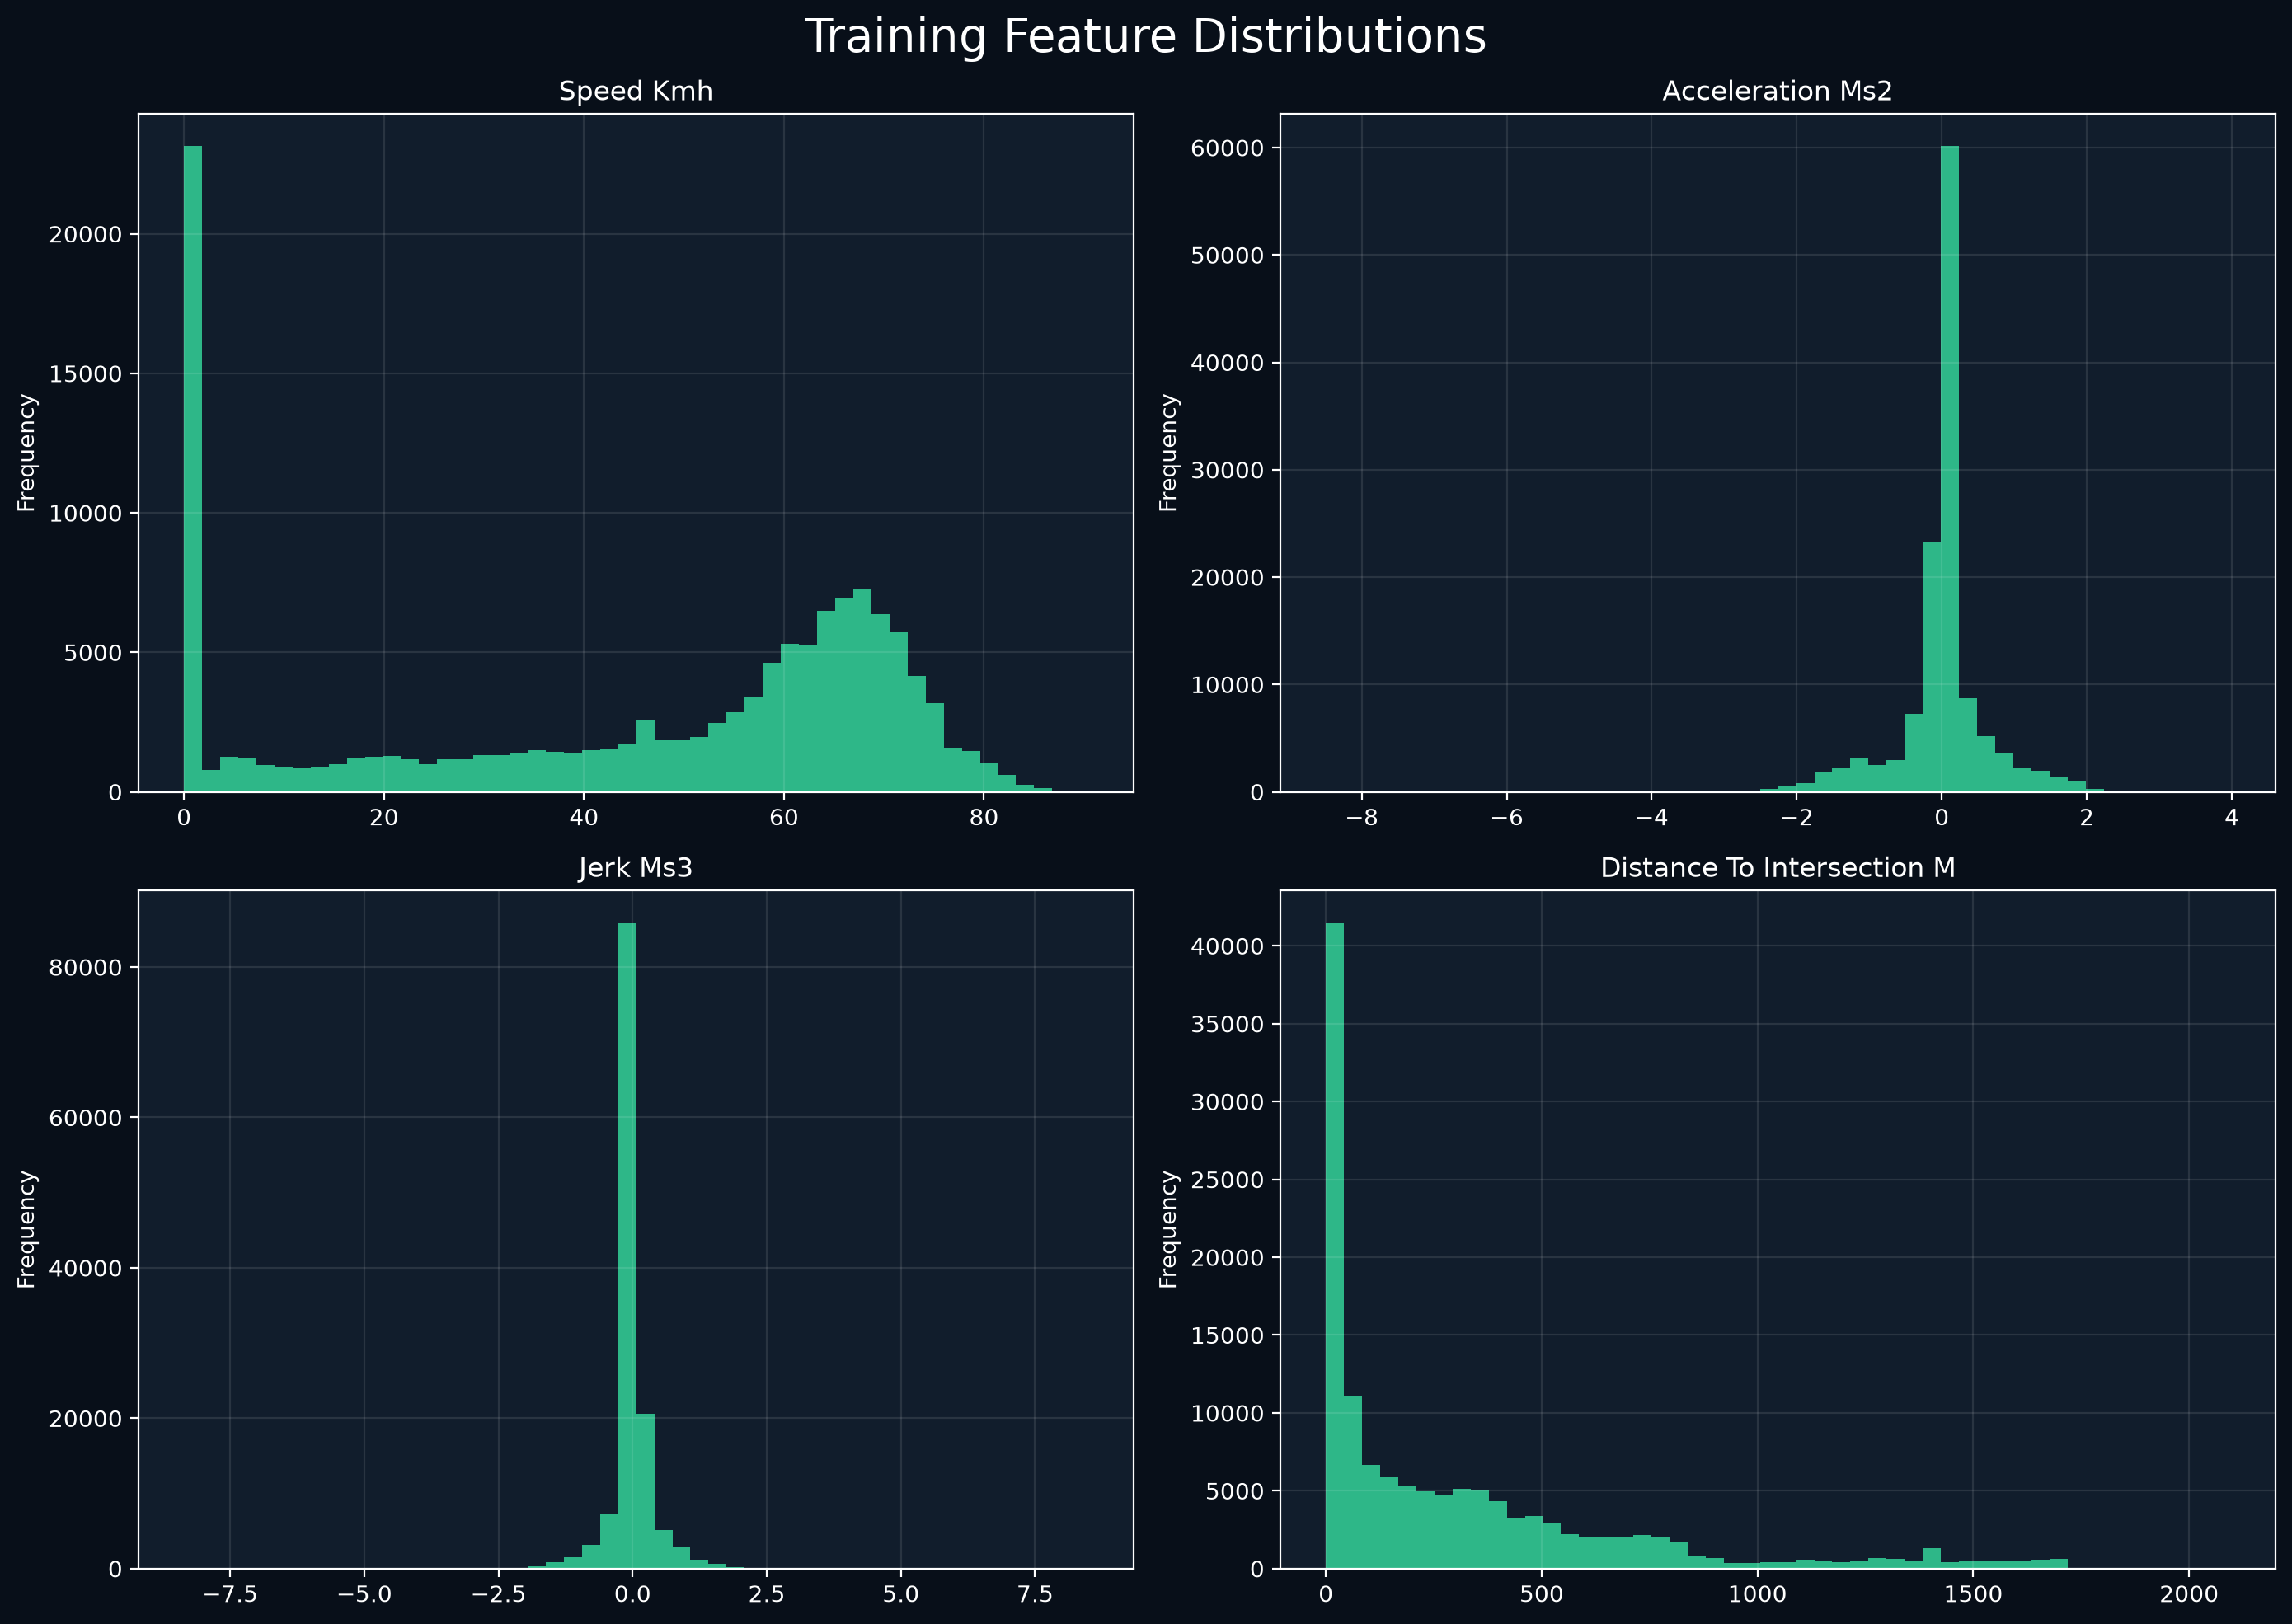 Training Feature Distributions
Speed Kmh
Frequency
20000
15000
10000
5000
0
0 20 40 60 80
Acceleration Ms2
Frequency
60000
50000
40000
30000
20000
10000
0
−8 −6 −4 −2 0 2 4
Jerk Ms3
Frequency
80000
60000
40000
20000
0
−7.5 −5.0 −2.5 0.0 2.5 5.0 7.5
Distance To Intersection M
Frequency
40000
35000
30000
25000
20000
15000
10000
5000
0
0 500 1000 1500 2000